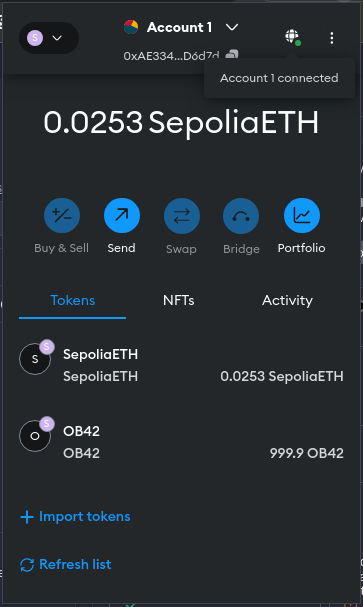 S
Account 1
0xAE334...D6d7d
Account 1 connected
0.0253 SepoliaETH
Buy & Sell
Send
Swap
Bridge
Portfolio
Tokens
NFTs
Activity
S
S
SepoliaETH
SepoliaETH
0.0253 SepoliaETH
S
O
OB42
OB42
999.9 OB42
+ Import tokens
Refresh list